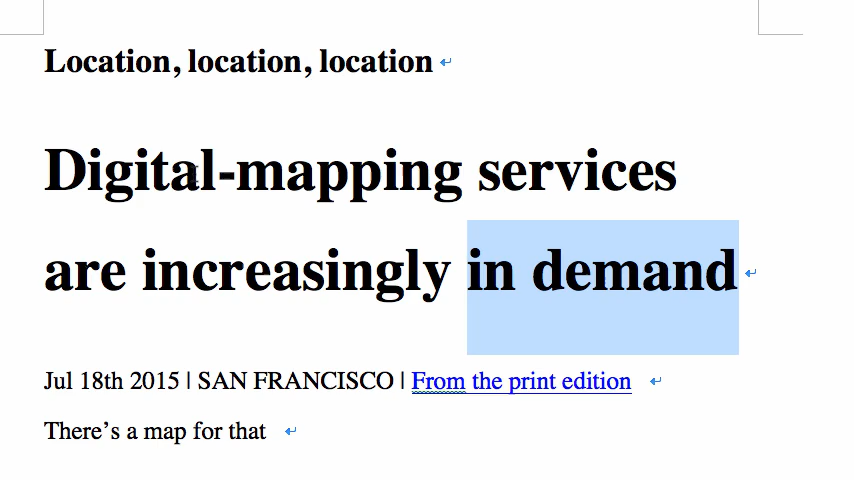 Location, location, location
Digital-mapping services
are increasingly in demand
Jul 18th 2015 | SAN FRANCISCO | From the print edition
There’s a map for that